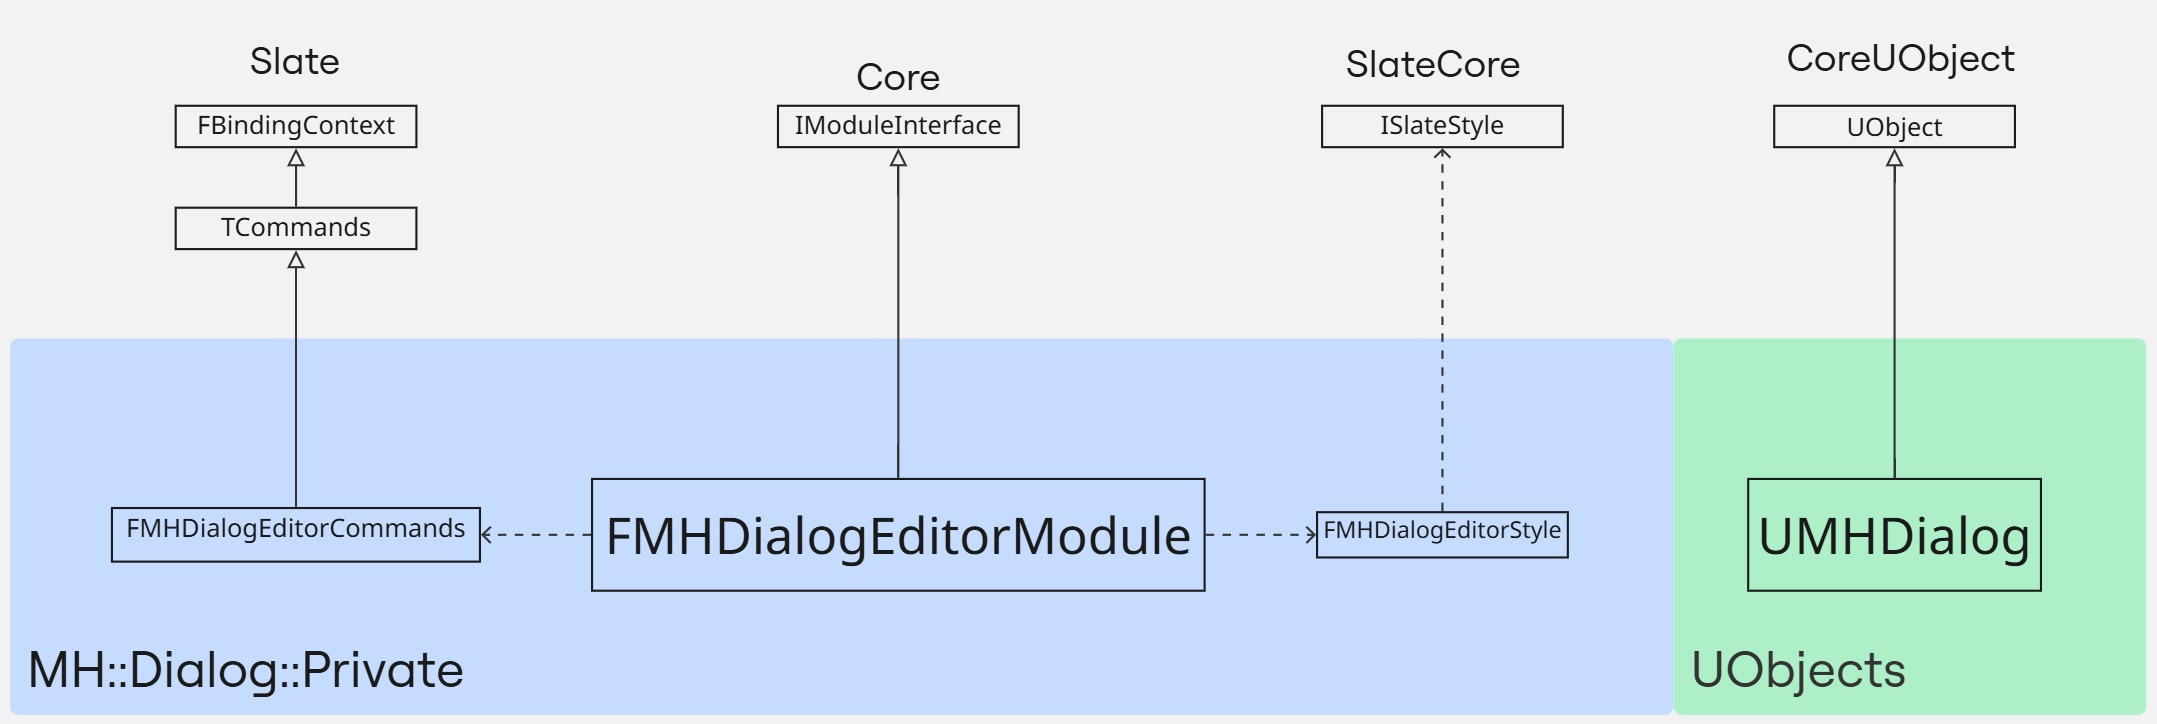 Slate
Core
SlateCore
CoreUObject
FBindingContext
IModuleInterface
ISlateStyle
UObject
TCommands
FMHDialogEditorCommands
FMHDialogEditorModule
FMHDialogEditorStyle
UMHDialog
MH::Dialog::Private
UObjects